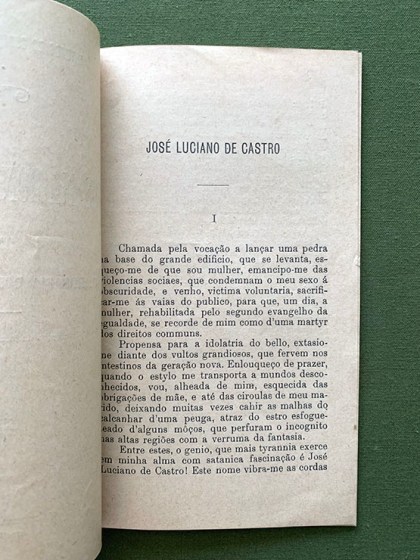 JOSÉ LUCIANO DE CASTRO
I
Chamada pela vocação a lançar uma pedra
na base do grande edificio, que se levanta, es-
queço-me de que sou mulher, emancipo-me das
violencias sociaes, que condemnam o meu sexo á
obscuridade, e venho, victima voluntaria, sacrifi-
car-me ás vaias do publico, para que, um dia, a
mulher, rehabilitada pelo segundo evangelho da
egualdade, se recorde de mim como d'uma martyr
dos direitos communs.
Propensa para a idolatria do bello, extasio-
me diante dos vultos grandiosos, que fervem nos
intestinos da geração nova. Enlouqueço de prazer,
quando o estylo me transporta a mundos desco-
nhecidos, vou, alheada de mim, esquecida das
obrigações de mãe, e até das ciroulas de meu ma-
rido, deixando muitas vezes cahir as malhas do
calcanhar d'uma peuga, atraz do estro esfogue-
teado d'alguns môços, que perfuram o incognito
nas altas regiões com a verruma da fantasia.
Entre estes, o genio, que mais tyrannia exerce
em minha alma com satanica fascinação é José
Luciano de Castro! Este nome vibra-me as cordas